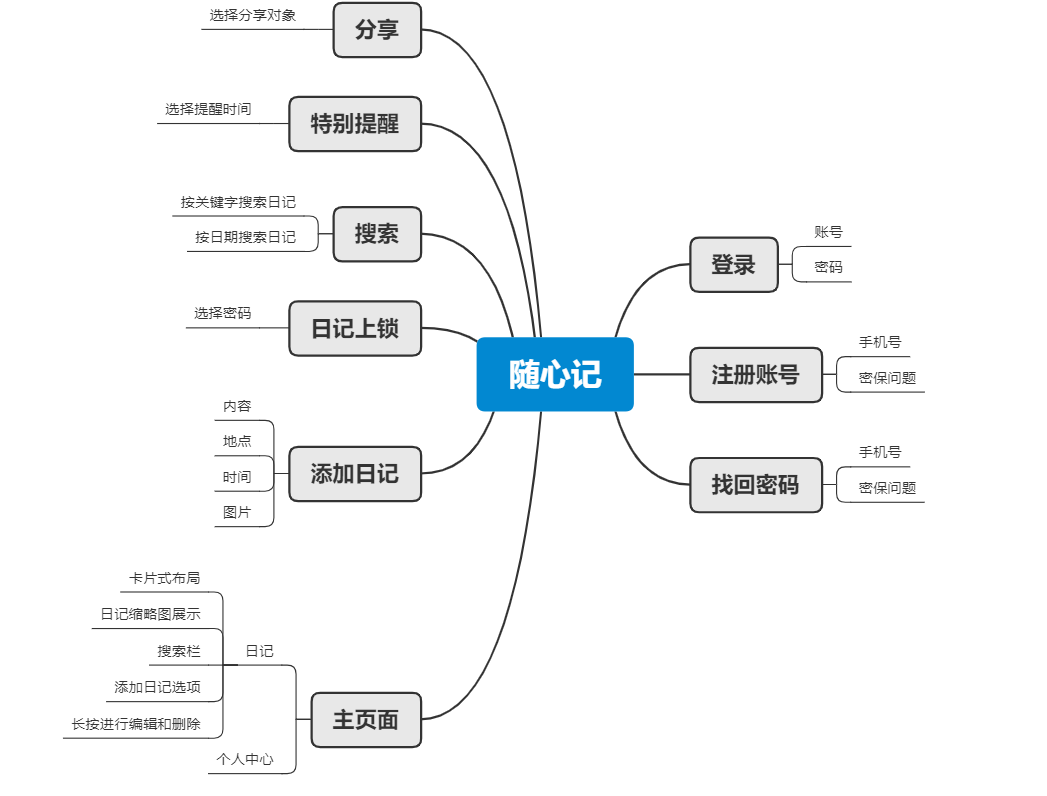 选择分享对象
分享
选择提醒时间
特别提醒
按关键字搜索日记
按日期搜索日记
搜索
选择密码
日记上锁
内容
地点
时间
图片
添加日记
卡片式布局
日记缩略图展示
搜索栏
添加日记选项
长按进行编辑和删除
日记
个人中心
主页面
随心记
登录
账号
密码
注册账号
手机号
密保问题
找回密码
手机号
密保问题